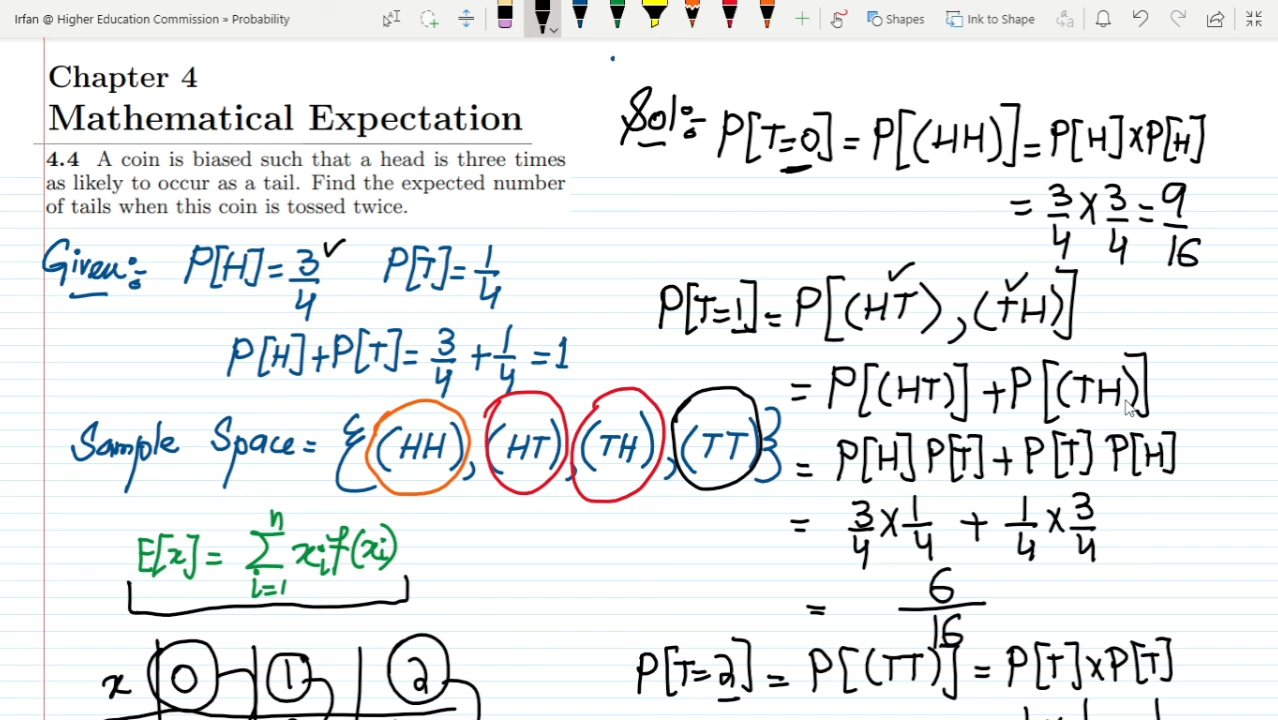 Irfan @ Higher Education Commission » Probability
Shapes
Ink to Shape
Chapter 4
Mathematical Expectation
4.4 A coin is biased such that a head is three times
as likely to occur as a tail. Find the expected number
of tails when this coin is tossed twice.
Given:- P[H]=3/4 ✓ P[T]=1/4
P[H]+P[T]=3/4+1/4=1
Sample Space={(HH),(HT),(TH),(TT)}
E[x]=∑ⁿᵢ₌₁ xᵢf(xᵢ)
x 0 1 2
Sol:- P[T=0]=P[(HH)]=P[H]×P[H]
=3/4×3/4=9/16
P[T=1]=P[(HT),(TH)]
=P[(HT)]+P[(TH)]
=P[H]P[T]+P[T]P[H]
=3/4×1/4+1/4×3/4
=6/16
P[T=2]=P[(TT)]=P[T]×P[T]